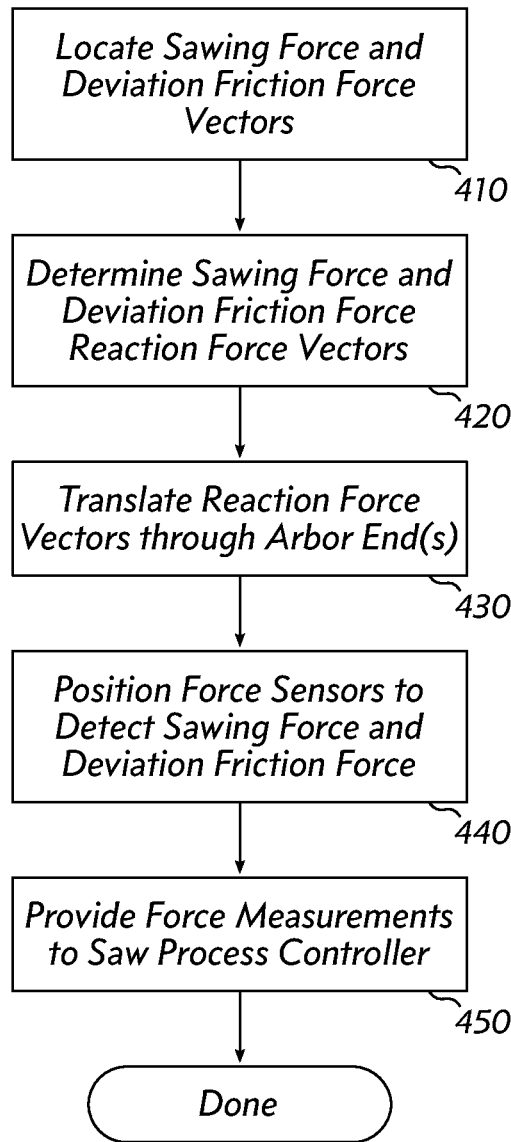 Locate Sawing Force and
Deviation Friction Force
Vectors
410
Determine Sawing Force and
Deviation Friction Force
Reaction Force Vectors
420
Translate Reaction Force
Vectors through Arbor End(s)
430
Position Force Sensors to
Detect Sawing Force and
Deviation Friction Force
440
Provide Force Measurements
to Saw Process Controller
450
Done